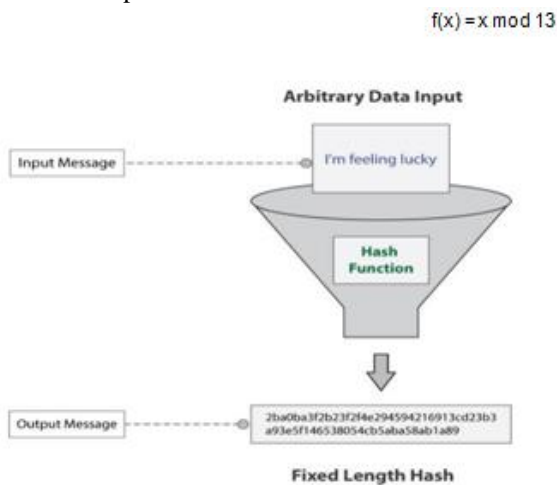 f(x) = x mod 13
Arbitrary Data Input
Input Message
I'm feeling lucky
Hash
Function
Output Message
2ba0ba3f2b23f2f4e294594216913cd23b3
a93e5f146538054cb5aba58ab1a89
Fixed Length Hash